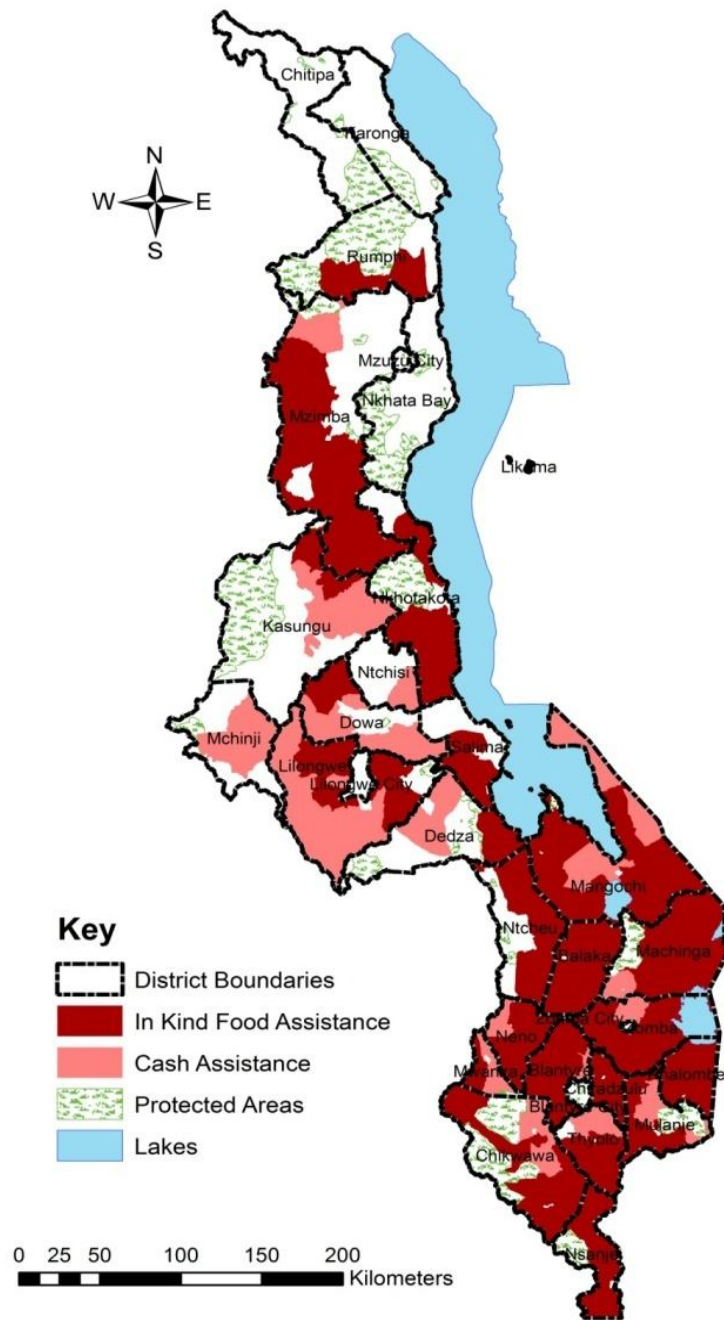 Chitipa
Karonga
N
W E
S
Rumphi
Mzuzu City
Nkhata Bay
Mzimba
Likoma
Nkhotakota
Kasungu
Ntchisi
Dowa
Mchinji
Salima
Lilongwe
Lilongwe City
Dedza
Mangochi
Key
Ntcheu
Machinga
Balaka
District Boundaries
In Kind Food Assistance
Zomba City
Zomba
Neno
Cash Assistance
Mwanza
Blantyre
Phalombe
Chiradzulu
Protected Areas
Blantyre City
Mulanje
Thyolo
Lakes
Chikwawa
Nsanje
0 25 50 100 150 200
Kilometers